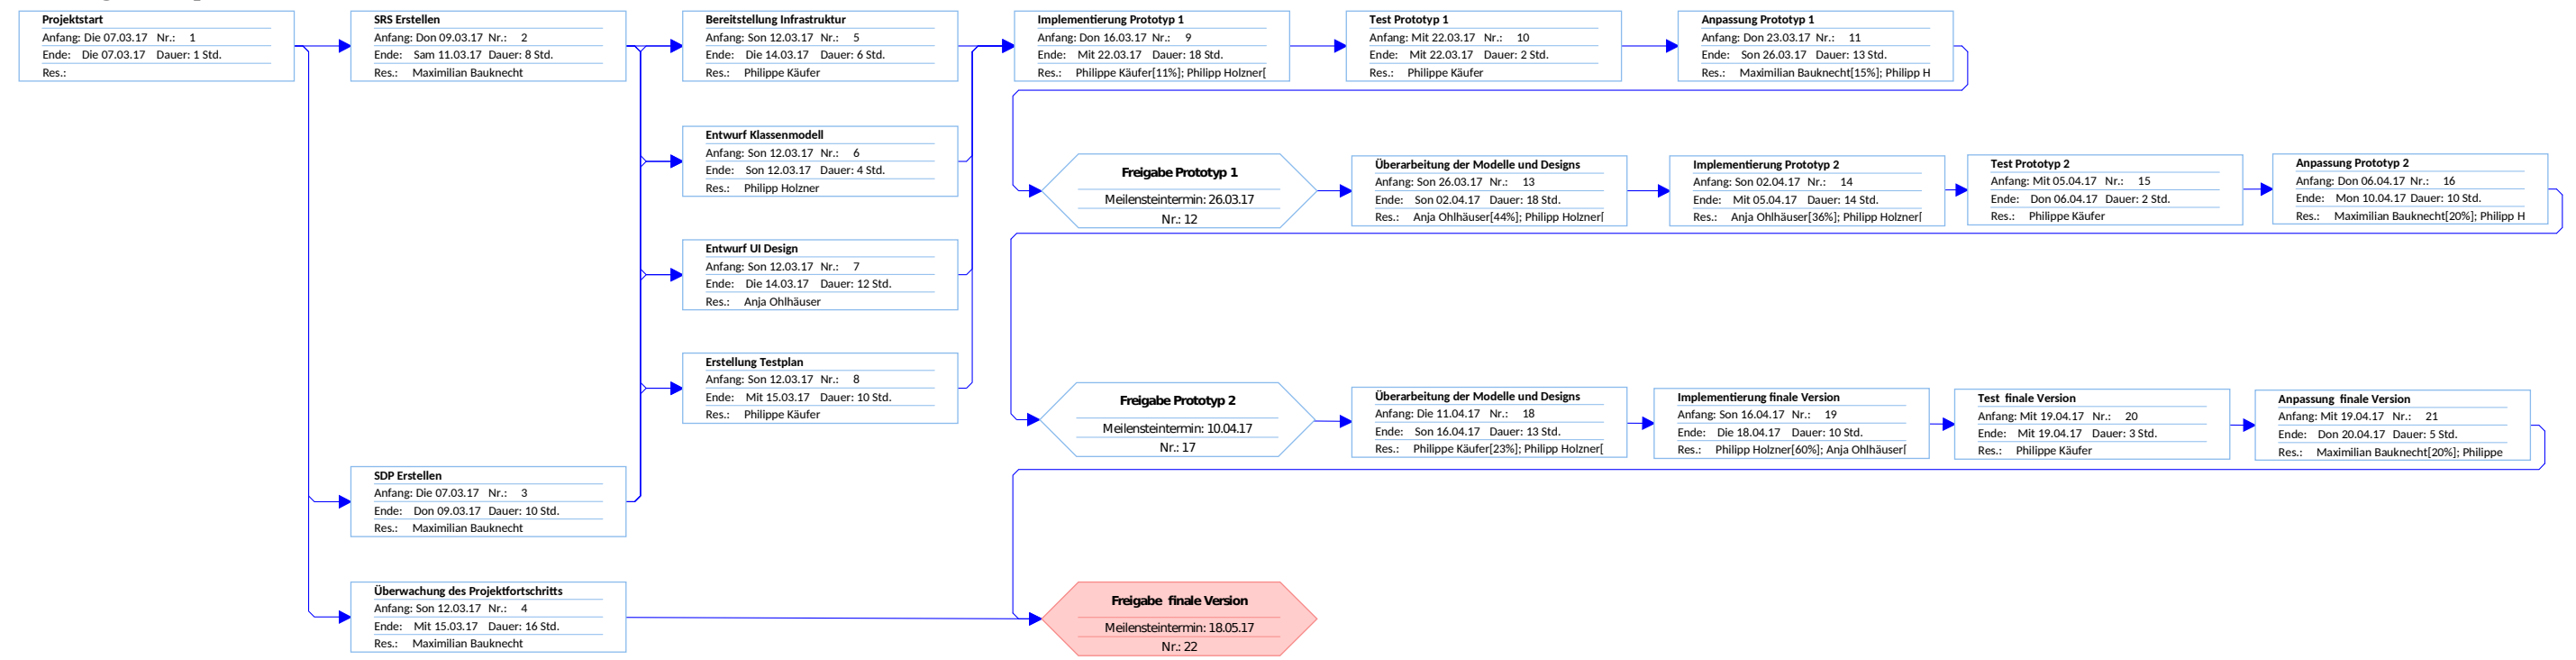 Projektstart
Anfang: Die 07.03.17 Nr.: 1
Ende: Die 07.03.17 Dauer: 1 Std.
Res.:
SRS Erstellen
Anfang: Don 09.03.17 Nr.: 2
Ende: Sam 11.03.17 Dauer: 8 Std.
Res.: Maximilian Bauknecht
Bereitstellung Infrastruktur
Anfang: Son 12.03.17 Nr.: 5
Ende: Die 14.03.17 Dauer: 6 Std.
Res.: Philippe Käufer
Implementierung Prototyp 1
Anfang: Don 16.03.17 Nr.: 9
Ende: Mit 22.03.17 Dauer: 18 Std.
Res.: Philippe Käufer[11%]; Philipp Holzner[
Test Prototyp 1
Anfang: Mit 22.03.17 Nr.: 10
Ende: Mit 22.03.17 Dauer: 2 Std.
Res.: Philippe Käufer
Anpassung Prototyp 1
Anfang: Don 23.03.17 Nr.: 11
Ende: Son 26.03.17 Dauer: 13 Std.
Res.: Maximilian Bauknecht[15%]; Philipp H
Entwurf Klassenmodell
Anfang: Son 12.03.17 Nr.: 6
Ende: Son 12.03.17 Dauer: 4 Std.
Res.: Philipp Holzner
Freigabe Prototyp 1
Meilensteintermin: 26.03.17
Nr.: 12
Überarbeitung der Modelle und Designs
Anfang: Son 26.03.17 Nr.: 13
Ende: Son 02.04.17 Dauer: 18 Std.
Res.: Anja Ohlhäuser[44%]; Philipp Holzner[
Implementierung Prototyp 2
Anfang: Son 02.04.17 Nr.: 14
Ende: Mit 05.04.17 Dauer: 14 Std.
Res.: Anja Ohlhäuser[36%]; Philipp Holzner[
Test Prototyp 2
Anfang: Mit 05.04.17 Nr.: 15
Ende: Don 06.04.17 Dauer: 2 Std.
Res.: Philippe Käufer
Anpassung Prototyp 2
Anfang: Don 06.04.17 Nr.: 16
Ende: Mon 10.04.17 Dauer: 10 Std.
Res.: Maximilian Bauknecht[20%]; Philipp H
Entwurf UI Design
Anfang: Son 12.03.17 Nr.: 7
Ende: Die 14.03.17 Dauer: 12 Std.
Res.: Anja Ohlhäuser
Erstellung Testplan
Anfang: Son 12.03.17 Nr.: 8
Ende: Mit 15.03.17 Dauer: 10 Std.
Res.: Philippe Käufer
Freigabe Prototyp 2
Meilensteintermin: 10.04.17
Nr.: 17
Überarbeitung der Modelle und Designs
Anfang: Die 11.04.17 Nr.: 18
Ende: Son 16.04.17 Dauer: 13 Std.
Res.: Philippe Käufer[23%]; Philipp Holzner[
Implementierung finale Version
Anfang: Son 16.04.17 Nr.: 19
Ende: Die 18.04.17 Dauer: 10 Std.
Res.: Philipp Holzner[60%]; Anja Ohlhäuser[
Test finale Version
Anfang: Mit 19.04.17 Nr.: 20
Ende: Mit 19.04.17 Dauer: 3 Std.
Res.: Philippe Käufer
Anpassung finale Version
Anfang: Mit 19.04.17 Nr.: 21
Ende: Don 20.04.17 Dauer: 5 Std.
Res.: Maximilian Bauknecht[20%]; Philippe
SDP Erstellen
Anfang: Die 07.03.17 Nr.: 3
Ende: Don 09.03.17 Dauer: 10 Std.
Res.: Maximilian Bauknecht
Überwachung des Projektfortschritts
Anfang: Son 12.03.17 Nr.: 4
Ende: Mit 15.03.17 Dauer: 16 Std.
Res.: Maximilian Bauknecht
Freigabe finale Version
Meilensteintermin: 18.05.17
Nr.: 22